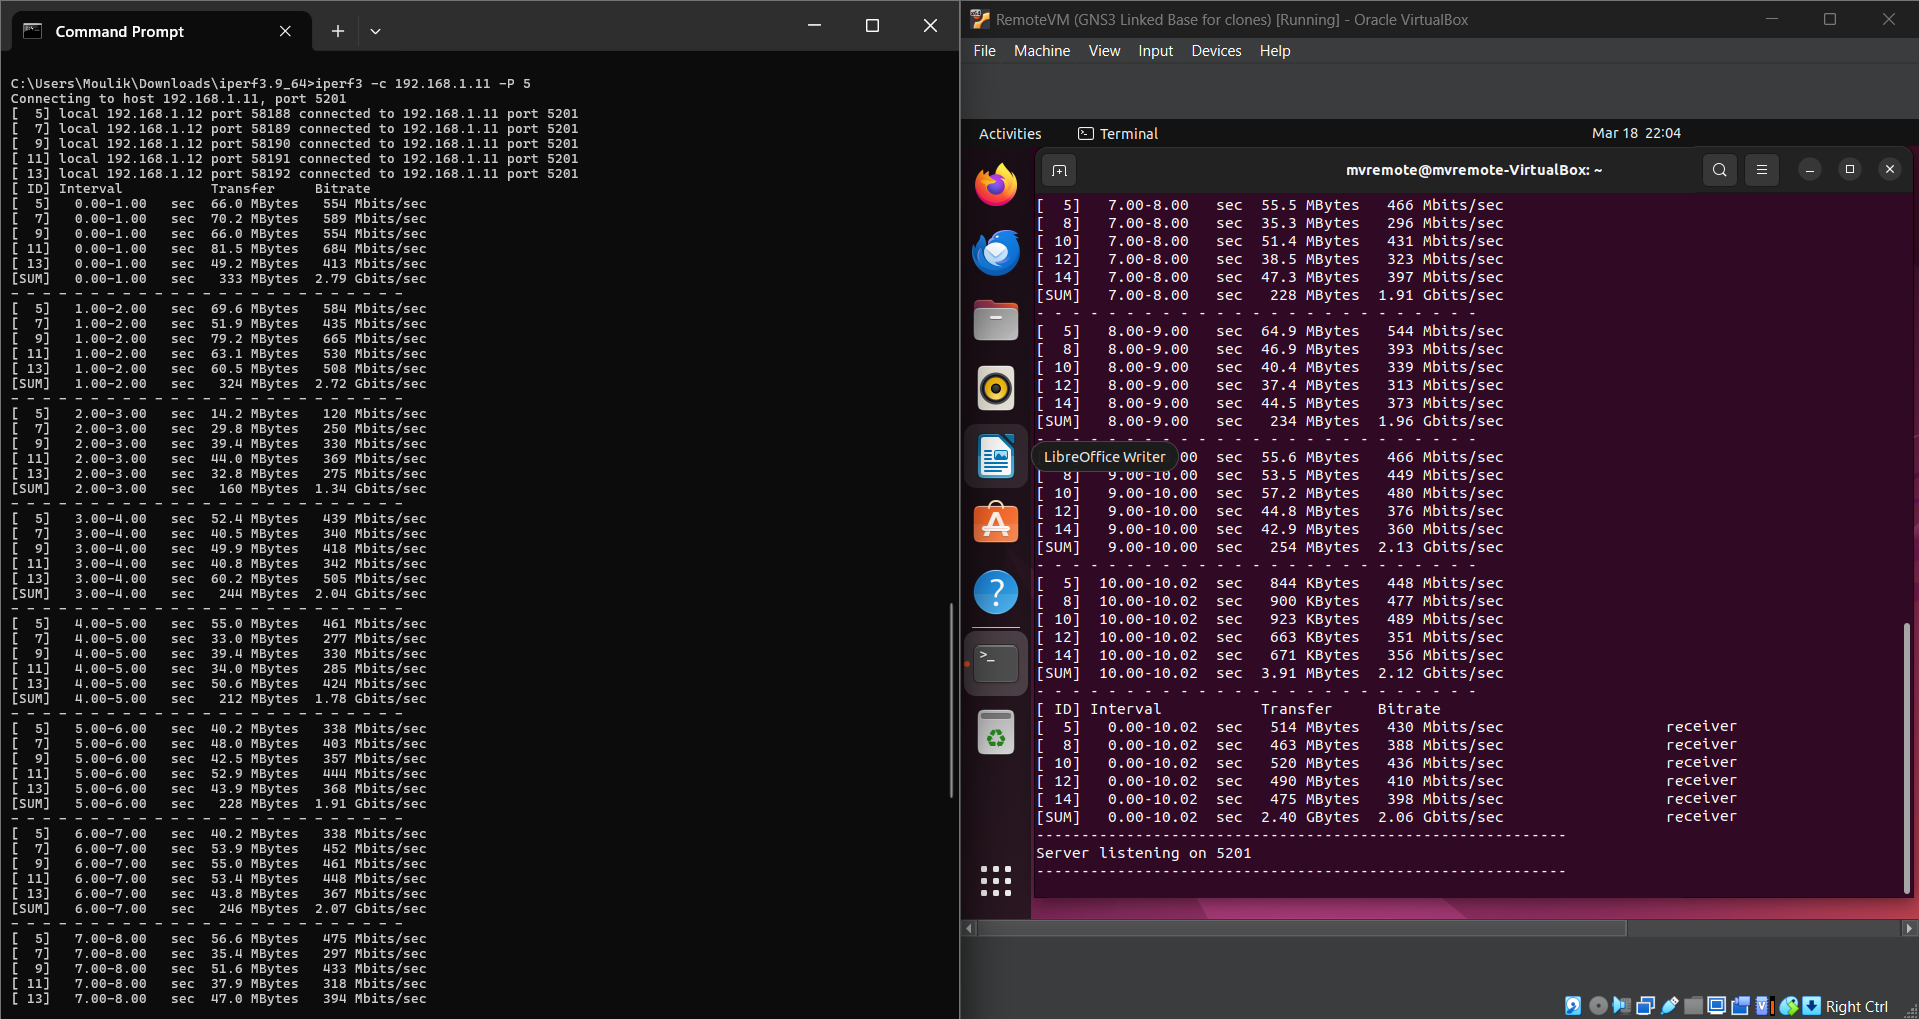 Command Prompt
C:\Users\Moulik\Downloads\iperf3.9_64>iperf3 -c 192.168.1.11 -P 5
Connecting to host 192.168.1.11, port 5201
[  5] local 192.168.1.12 port 58188 connected to 192.168.1.11 port 5201
[  7] local 192.168.1.12 port 58189 connected to 192.168.1.11 port 5201
[  9] local 192.168.1.12 port 58190 connected to 192.168.1.11 port 5201
[ 11] local 192.168.1.12 port 58191 connected to 192.168.1.11 port 5201
[ 13] local 192.168.1.12 port 58192 connected to 192.168.1.11 port 5201
[ ID] Interval           Transfer     Bitrate
[  5]   0.00-1.00   sec  66.0 MBytes   554 Mbits/sec
[  7]   0.00-1.00   sec  70.2 MBytes   589 Mbits/sec
[  9]   0.00-1.00   sec  66.0 MBytes   554 Mbits/sec
[ 11]   0.00-1.00   sec  81.5 MBytes   684 Mbits/sec
[ 13]   0.00-1.00   sec  49.2 MBytes   413 Mbits/sec
[SUM]   0.00-1.00   sec   333 MBytes  2.79 Gbits/sec
- - - - - - - - - - - - - - - - - - - - - - - - -
[  5]   1.00-2.00   sec  69.6 MBytes   584 Mbits/sec
[  7]   1.00-2.00   sec  51.9 MBytes   435 Mbits/sec
[  9]   1.00-2.00   sec  79.2 MBytes   665 Mbits/sec
[ 11]   1.00-2.00   sec  63.1 MBytes   530 Mbits/sec
[ 13]   1.00-2.00   sec  60.5 MBytes   508 Mbits/sec
[SUM]   1.00-2.00   sec   324 MBytes  2.72 Gbits/sec
- - - - - - - - - - - - - - - - - - - - - - - - -
[  5]   2.00-3.00   sec  14.2 MBytes   120 Mbits/sec
[  7]   2.00-3.00   sec  29.8 MBytes   250 Mbits/sec
[  9]   2.00-3.00   sec  39.4 MBytes   330 Mbits/sec
[ 11]   2.00-3.00   sec  44.0 MBytes   369 Mbits/sec
[ 13]   2.00-3.00   sec  32.8 MBytes   275 Mbits/sec
[SUM]   2.00-3.00   sec   160 MBytes  1.34 Gbits/sec
- - - - - - - - - - - - - - - - - - - - - - - - -
[  5]   3.00-4.00   sec  52.4 MBytes   439 Mbits/sec
[  7]   3.00-4.00   sec  40.5 MBytes   340 Mbits/sec
[  9]   3.00-4.00   sec  49.9 MBytes   418 Mbits/sec
[ 11]   3.00-4.00   sec  40.8 MBytes   342 Mbits/sec
[ 13]   3.00-4.00   sec  60.2 MBytes   505 Mbits/sec
[SUM]   3.00-4.00   sec   244 MBytes  2.04 Gbits/sec
- - - - - - - - - - - - - - - - - - - - - - - - -
[  5]   4.00-5.00   sec  55.0 MBytes   461 Mbits/sec
[  7]   4.00-5.00   sec  33.0 MBytes   277 Mbits/sec
[  9]   4.00-5.00   sec  39.4 MBytes   330 Mbits/sec
[ 11]   4.00-5.00   sec  34.0 MBytes   285 Mbits/sec
[ 13]   4.00-5.00   sec  50.6 MBytes   424 Mbits/sec
[SUM]   4.00-5.00   sec   212 MBytes  1.78 Gbits/sec
- - - - - - - - - - - - - - - - - - - - - - - - -
[  5]   5.00-6.00   sec  40.2 MBytes   338 Mbits/sec
[  7]   5.00-6.00   sec  48.0 MBytes   403 Mbits/sec
[  9]   5.00-6.00   sec  42.5 MBytes   357 Mbits/sec
[ 11]   5.00-6.00   sec  52.9 MBytes   444 Mbits/sec
[ 13]   5.00-6.00   sec  43.9 MBytes   368 Mbits/sec
[SUM]   5.00-6.00   sec   228 MBytes  1.91 Gbits/sec
- - - - - - - - - - - - - - - - - - - - - - - - -
[  5]   6.00-7.00   sec  40.2 MBytes   338 Mbits/sec
[  7]   6.00-7.00   sec  53.9 MBytes   452 Mbits/sec
[  9]   6.00-7.00   sec  55.0 MBytes   461 Mbits/sec
[ 11]   6.00-7.00   sec  53.4 MBytes   448 Mbits/sec
[ 13]   6.00-7.00   sec  43.8 MBytes   367 Mbits/sec
[SUM]   6.00-7.00   sec   246 MBytes  2.07 Gbits/sec
- - - - - - - - - - - - - - - - - - - - - - - - -
[  5]   7.00-8.00   sec  56.6 MBytes   475 Mbits/sec
[  7]   7.00-8.00   sec  35.4 MBytes   297 Mbits/sec
[  9]   7.00-8.00   sec  51.6 MBytes   433 Mbits/sec
[ 11]   7.00-8.00   sec  37.9 MBytes   318 Mbits/sec
[ 13]   7.00-8.00   sec  47.0 MBytes   394 Mbits/sec
RemoteVM (GNS3 Linked Base for clones) [Running] - Oracle VirtualBox
File Machine View Input Devices Help
Activities Terminal Mar 18 22:04
mvremote@mvremote-VirtualBox: ~
[  5]   7.00-8.00   sec  55.5 MBytes   466 Mbits/sec
[  8]   7.00-8.00   sec  35.3 MBytes   296 Mbits/sec
[ 10]   7.00-8.00   sec  51.4 MBytes   431 Mbits/sec
[ 12]   7.00-8.00   sec  38.5 MBytes   323 Mbits/sec
[ 14]   7.00-8.00   sec  47.3 MBytes   397 Mbits/sec
[SUM]   7.00-8.00   sec   228 MBytes  1.91 Gbits/sec
- - - - - - - - - - - - - - - - - - - - - - - - -
[  5]   8.00-9.00   sec  64.9 MBytes   544 Mbits/sec
[  8]   8.00-9.00   sec  46.9 MBytes   393 Mbits/sec
[ 10]   8.00-9.00   sec  40.4 MBytes   339 Mbits/sec
[ 12]   8.00-9.00   sec  37.4 MBytes   313 Mbits/sec
[ 14]   8.00-9.00   sec  44.5 MBytes   373 Mbits/sec
[SUM]   8.00-9.00   sec   234 MBytes  1.96 Gbits/sec
- - - - - - - - - - - - - - - - - - - - - - - - -
LibreOffice Writer
00   sec  55.6 MBytes   466 Mbits/sec
[  8]   9.00-10.00  sec  53.5 MBytes   449 Mbits/sec
[ 10]   9.00-10.00  sec  57.2 MBytes   480 Mbits/sec
[ 12]   9.00-10.00  sec  44.8 MBytes   376 Mbits/sec
[ 14]   9.00-10.00  sec  42.9 MBytes   360 Mbits/sec
[SUM]   9.00-10.00  sec   254 MBytes  2.13 Gbits/sec
- - - - - - - - - - - - - - - - - - - - - - - - -
[  5]  10.00-10.02  sec   844 KBytes   448 Mbits/sec
[  8]  10.00-10.02  sec   900 KBytes   477 Mbits/sec
[ 10]  10.00-10.02  sec   923 KBytes   489 Mbits/sec
[ 12]  10.00-10.02  sec   663 KBytes   351 Mbits/sec
[ 14]  10.00-10.02  sec   671 KBytes   356 Mbits/sec
[SUM]  10.00-10.02  sec  3.91 MBytes  2.12 Gbits/sec
- - - - - - - - - - - - - - - - - - - - - - - - -
[ ID] Interval           Transfer     Bitrate
[  5]   0.00-10.02  sec   514 MBytes   430 Mbits/sec                  receiver
[  8]   0.00-10.02  sec   463 MBytes   388 Mbits/sec                  receiver
[ 10]   0.00-10.02  sec   520 MBytes   436 Mbits/sec                  receiver
[ 12]   0.00-10.02  sec   490 MBytes   410 Mbits/sec                  receiver
[ 14]   0.00-10.02  sec   475 MBytes   398 Mbits/sec                  receiver
[SUM]   0.00-10.02  sec  2.40 GBytes  2.06 Gbits/sec                  receiver
-----------------------------------------------------------
Server listening on 5201
-----------------------------------------------------------
Right Ctrl